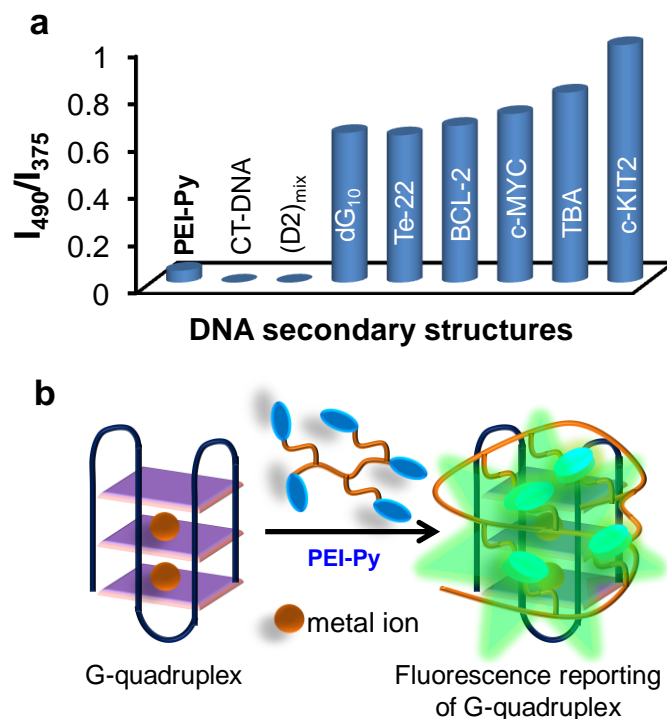 a
1
0.8
0.6
0.4
0.2
0
I490/I375
PEI-Py
CT-DNA
(D2)mix
dG10
Te-22
BCL-2
c-MYC
TBA
c-KIT2
DNA secondary structures
b
PEI-Py
metal ion
G-quadruplex
Fluorescence reporting
of G-quadruplex